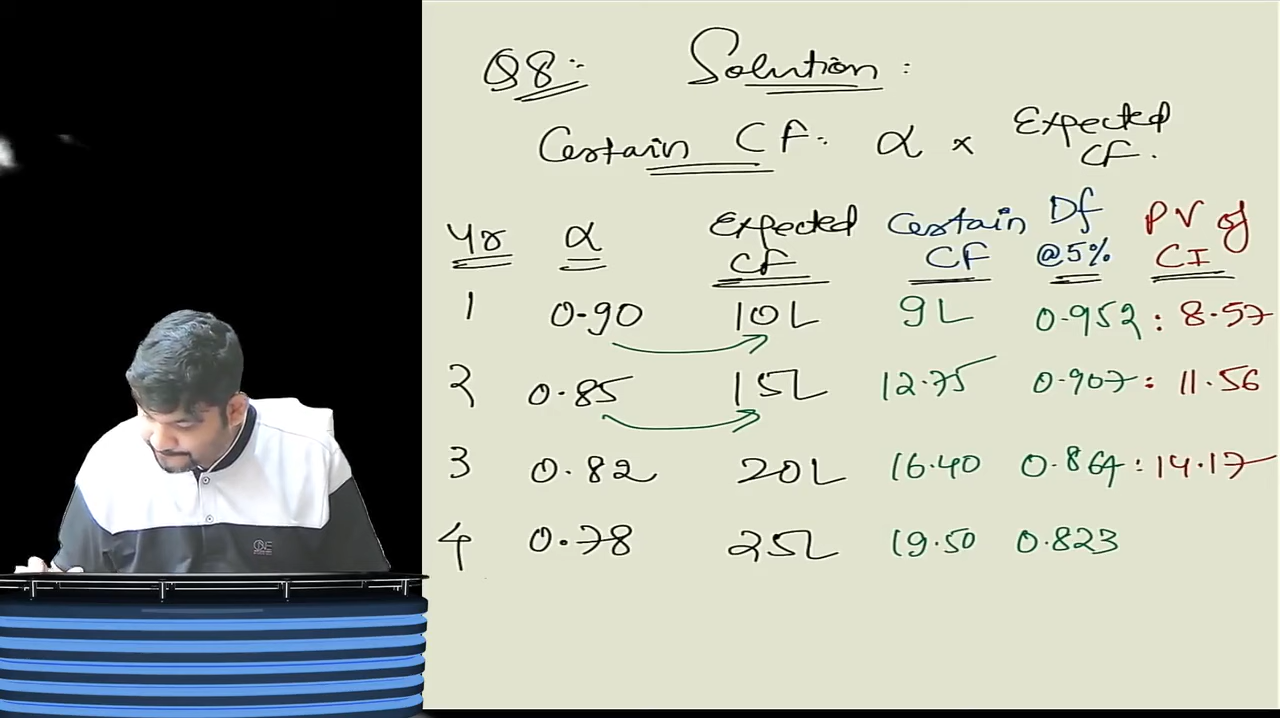 Q8:- Solution :
Certain CF: α × Expected CF.
Yr α Expected CF Certain CF Df @5% PV of CI
1 0.90 10L 9L 0.952 : 8.57
2 0.85 15L 12.75 0.907 : 11.56
3 0.82 20L 16.40 0.864 : 14.17
4 0.78 25L 19.50 0.823